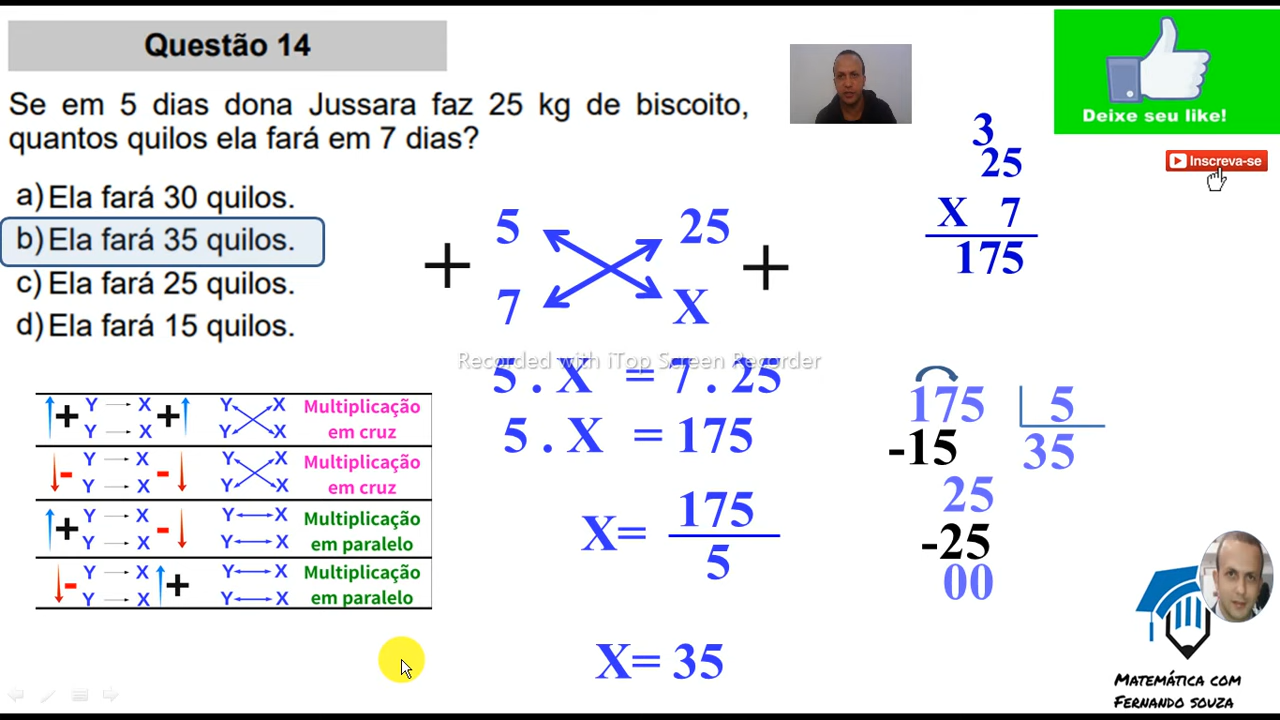 Questão 14
Se em 5 dias dona Jussara faz 25 kg de biscoito,
quantos quilos ela fará em 7 dias?
a) Ela fará 30 quilos.
b) Ela fará 35 quilos.
c) Ela fará 25 quilos.
d) Ela fará 15 quilos.
+ 5 25 +
7 X
Recorded with iTop Screen Recorder
5 . X = 7 . 25
5 . X = 175
X= 175
5
X= 35
3
25
X 7
175
175 5
-15 35
25
-25
00
+ Y X + Y X Multiplicação
Y X Y X em cruz
- Y X - Y X Multiplicação
Y X Y X em cruz
+ Y X - Y X Multiplicação
Y X Y X em paralelo
- Y X + Y X Multiplicação
Y X Y X em paralelo
Deixe seu like!
Inscreva-se
Matemática com
Fernando Souza